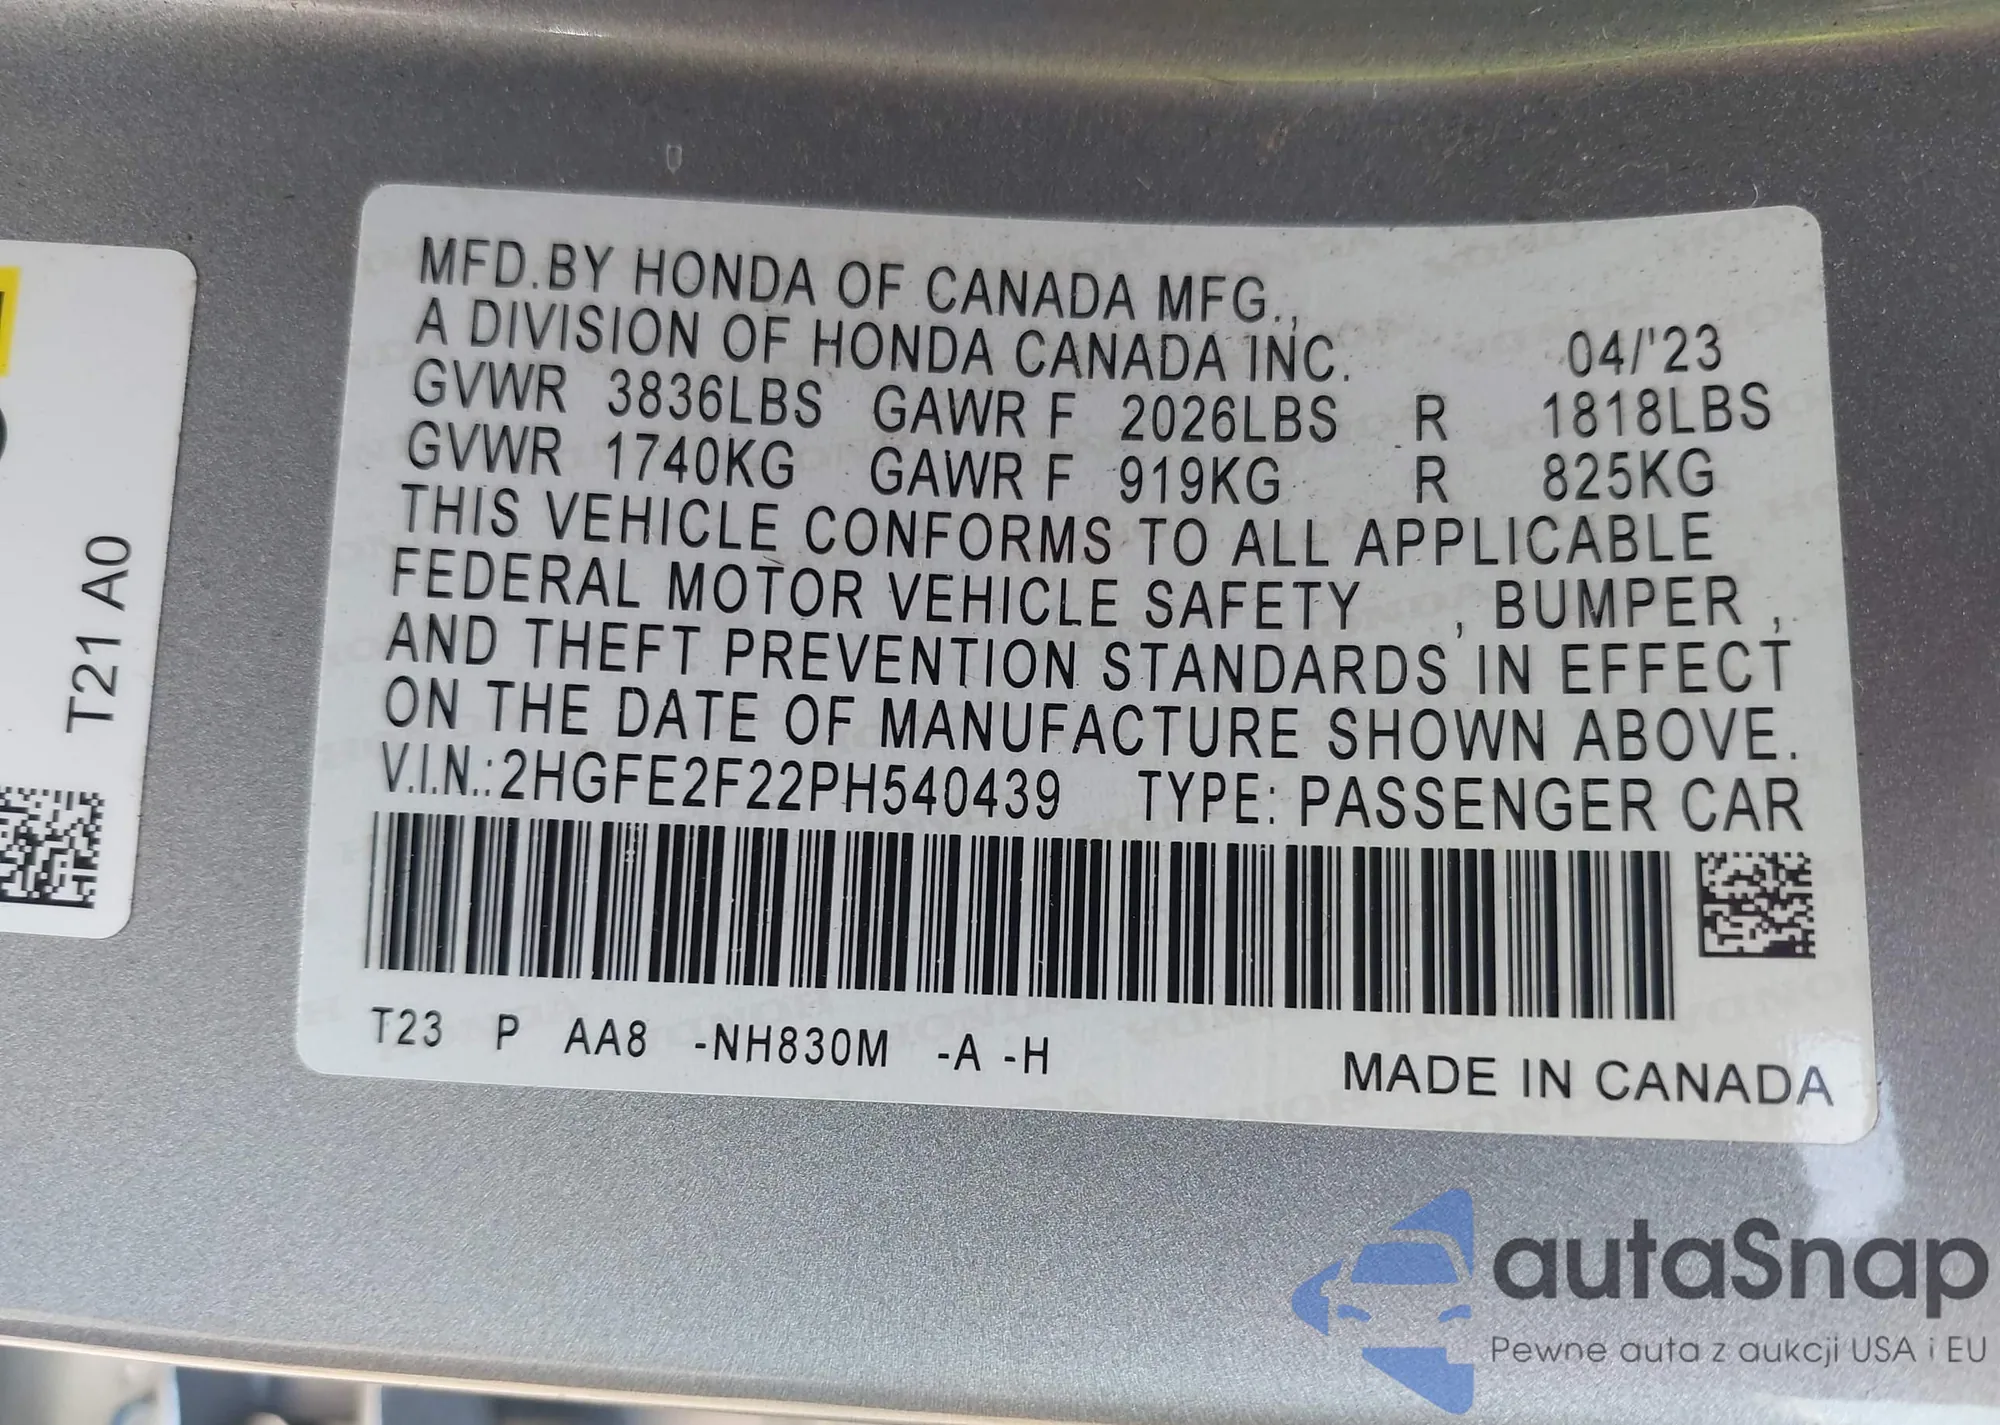 MFD.BY HONDA OF CANADA MFG.,
A DIVISION OF HONDA CANADA INC. 04/'23
GVWR 3836LBS GAWR F 2026LBS R 1818LBS
GVWR 1740KG GAWR F 919KG R 825KG
THIS VEHICLE CONFORMS TO ALL APPLICABLE
FEDERAL MOTOR VEHICLE SAFETY , BUMPER ,
AND THEFT PREVENTION STANDARDS IN EFFECT
ON THE DATE OF MANUFACTURE SHOWN ABOVE.
V.I.N.:2HGFE2F22PH540439 TYPE: PASSENGER CAR
T23 P AA8 -NH830M -A -H
MADE IN CANADA
T21 A0
autaSnap
Pewne auta z aukcji USA i EU